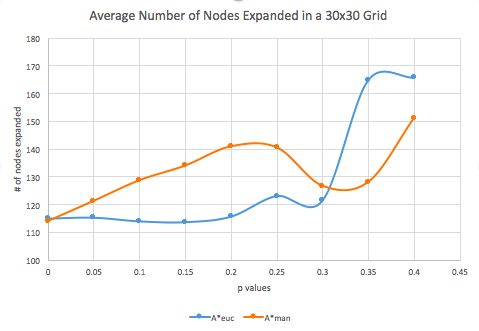 Average Number of Nodes Expanded in a 30x30 Grid
# of nodes expanded
180
170
160
150
140
130
120
110
100
0 0.05 0.1 0.15 0.2 0.25 0.3 0.35 0.4 0.45
p values
A*euc A*man